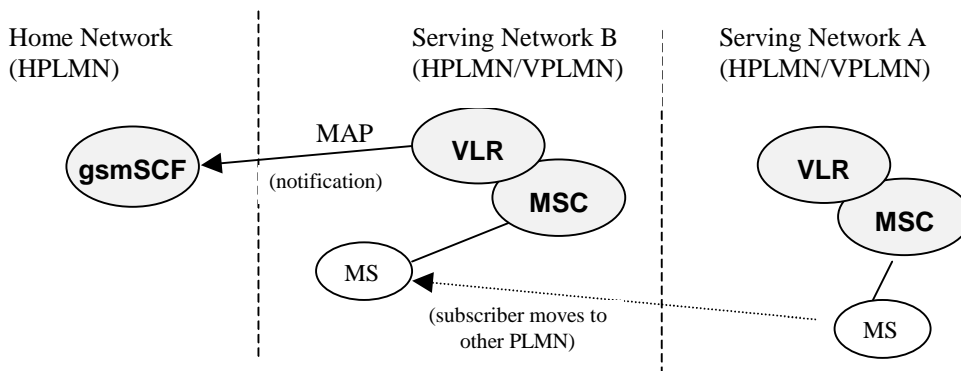 Home Network
(HPLMN)
Serving Network B
(HPLMN/VPLMN)
Serving Network A
(HPLMN/VPLMN)
gsmSCF
MAP
(notification)
VLR
MSC
MS
VLR
MSC
MS
(subscriber moves to
other PLMN)